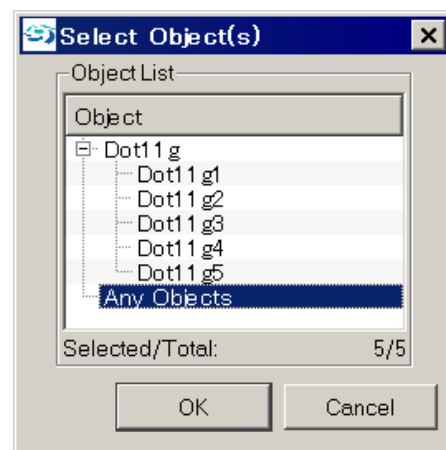 Select Object(s)
Object List
Object
Dot11g
Dot11g1
Dot11g2
Dot11g3
Dot11g4
Dot11g5
Any Objects
Selected/Total: 5/5
OK Cancel